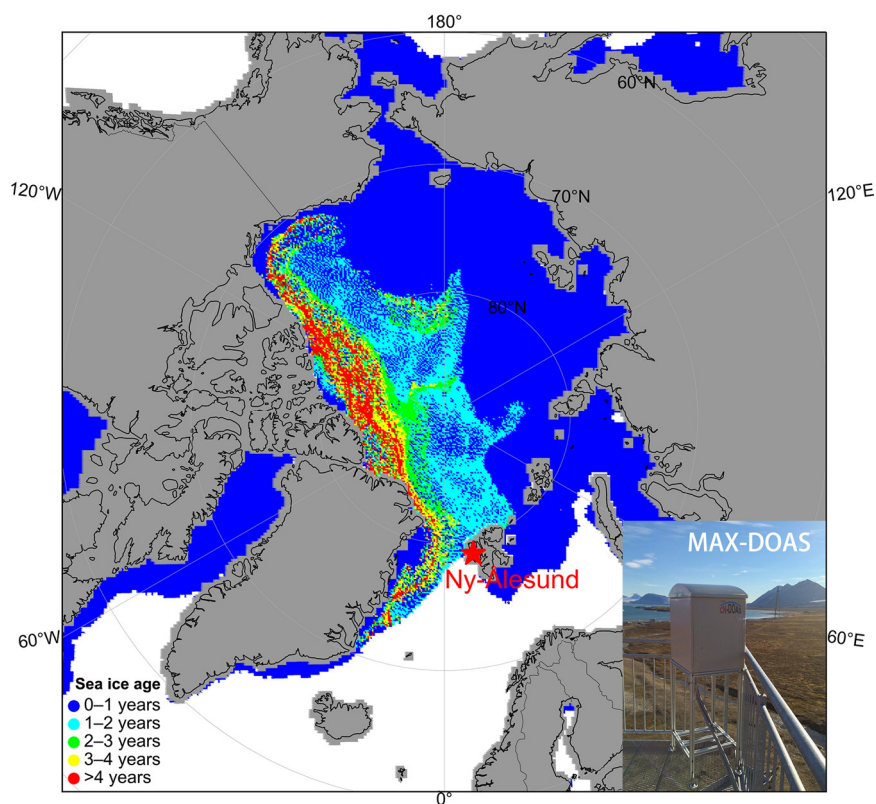 180°
60°N
120°W
120°E
70°N
80°N
Ny-Alesund
MAX-DOAS
60°W
60°E
Sea ice age
0–1 years
1–2 years
2–3 years
3–4 years
>4 years
0°